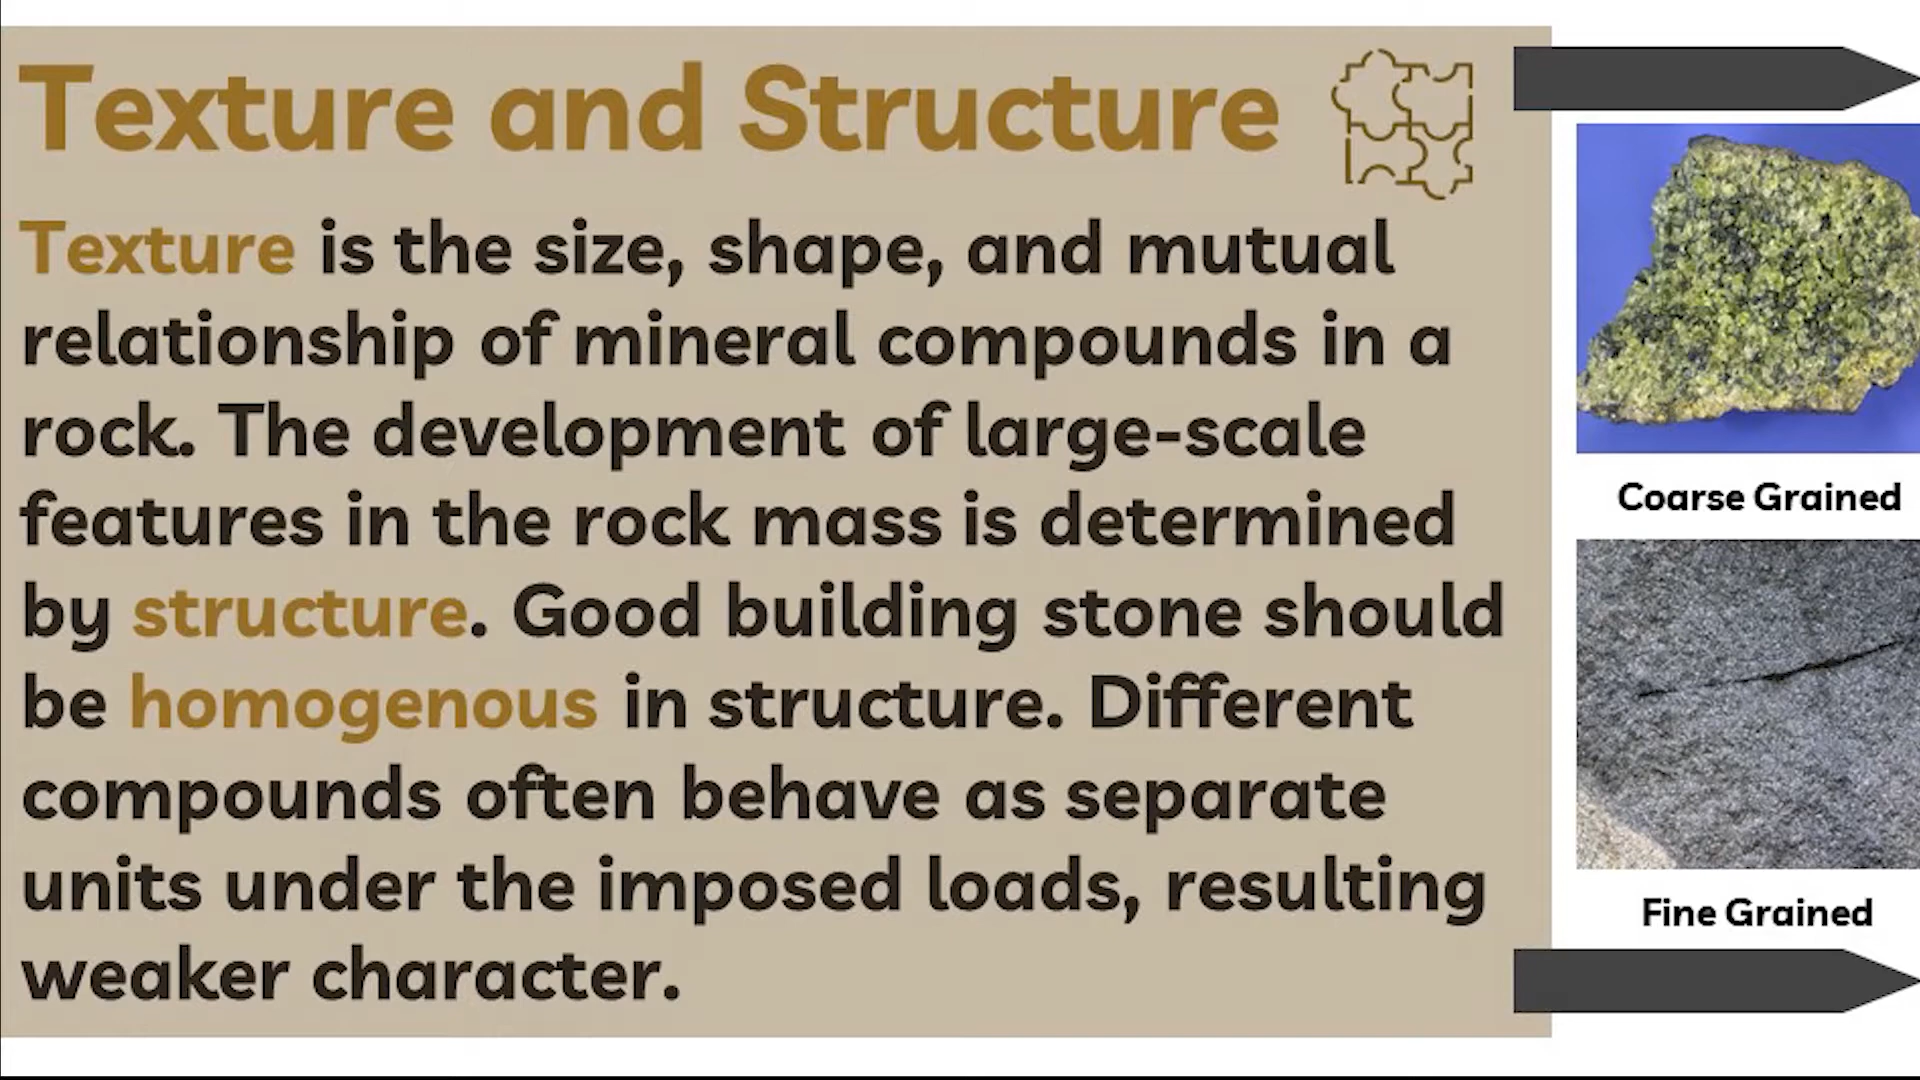 Texture and Structure
Texture is the size, shape, and mutual
relationship of mineral compounds in a
rock. The development of large-scale
features in the rock mass is determined
by structure. Good building stone should
be homogenous in structure. Different
compounds often behave as separate
units under the imposed loads, resulting
weaker character.
Coarse Grained
Fine Grained